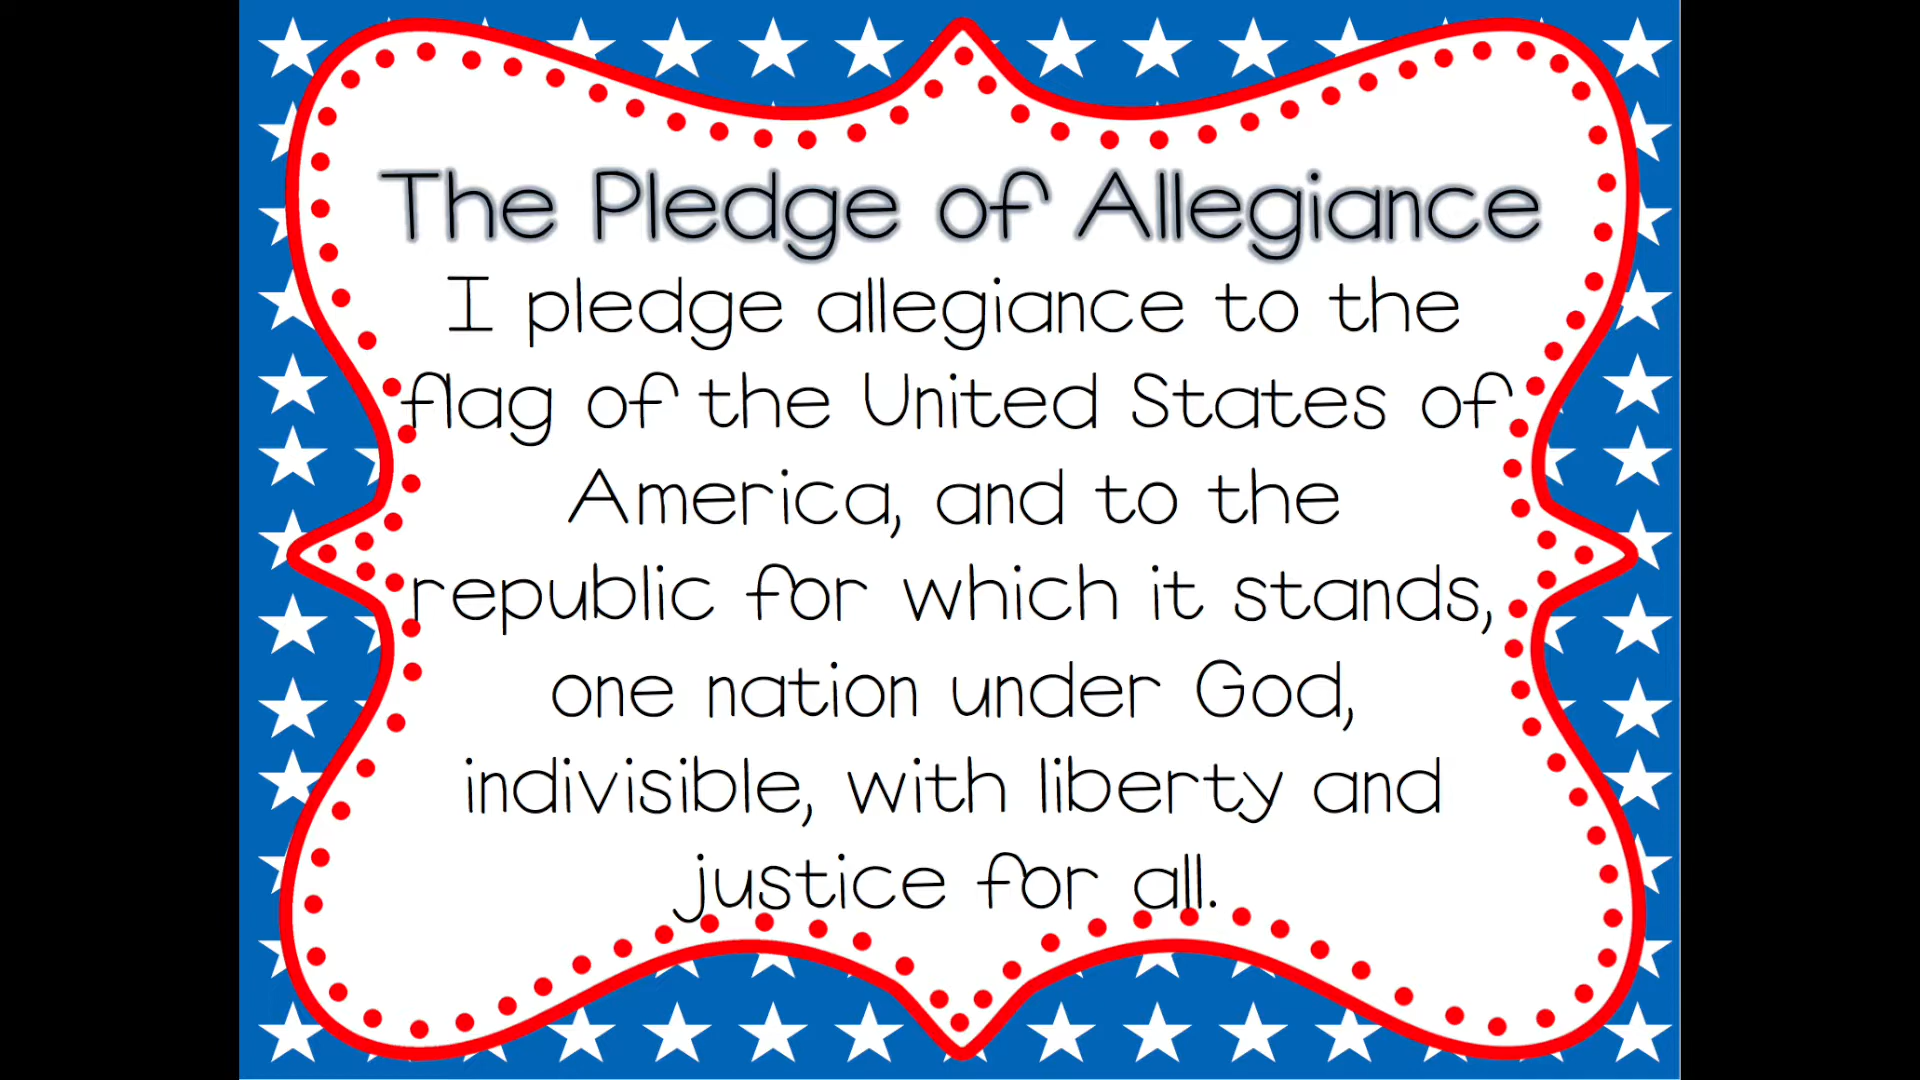 The Pledge of Allegiance
I pledge allegiance to the
flag of the United States of
America, and to the
republic for which it stands,
one nation under God,
indivisible, with liberty and
justice for all.